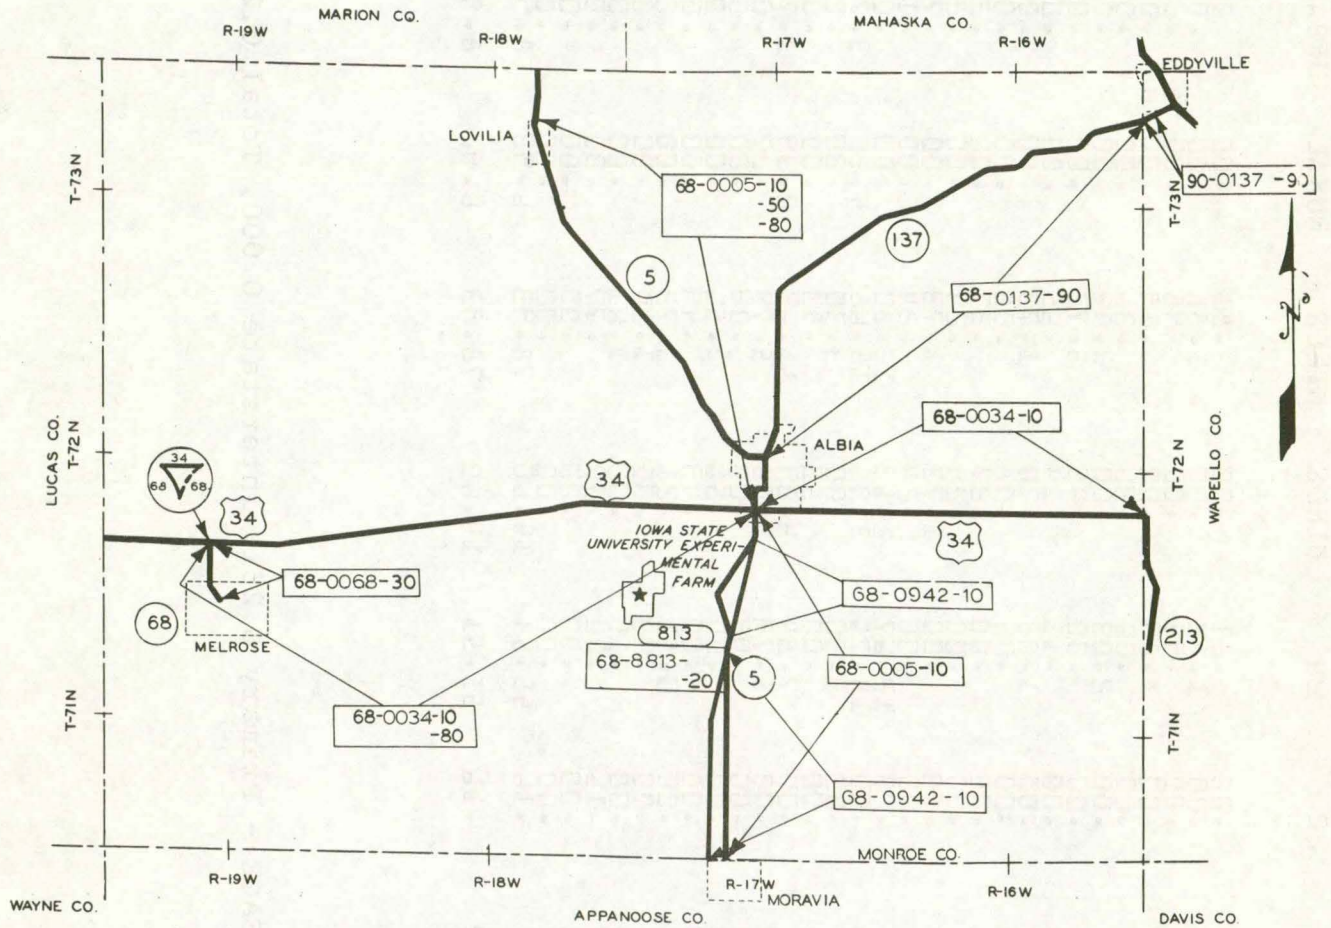 MARION CO.
MAHASKA CO.
R-19W
R-18W
R-17W
R-16W
EDDYVILLE
LOVILIA
T-73N
68-0005-10
-50
-80
T-73N
90-0137-90
137
5
68-0137-90
LUCAS CO.
T-72N
68-0034-10
ALBIA
T-72N
WAPELLO CO.
34
68 68
34
34
IOWA STATE
UNIVERSITY EXPERI-
MENTAL
FARM
34
68-0068-30
68-0942-10
68
MELROSE
813
68-8813-
-20
5
68-0005-10
213
T-71N
68-0034-10
-80
T-71N
68-0942-10
MONROE CO.
R-19W
R-18W
R-17W
R-16W
MORAVIA
WAYNE CO.
APPANOOSE CO.
DAVIS CO.